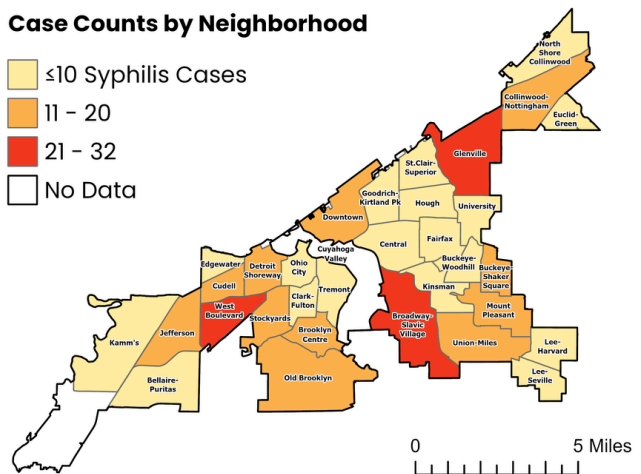 Case Counts by Neighborhood
≤10 Syphilis Cases
11 - 20
21 - 32
No Data
North
Shore
Collinwood
Collinwood-
Nottingham
Euclid-
Green
Glenville
St.Clair-
Superior
Goodrich-
Kirtland Pk
Hough
University
Downtown
Central
Fairfax
Cuyahoga
Valley
Buckeye-
Woodhill
Buckeye-
Shaker
Square
Edgewater
Detroit
Shoreway
Ohio
City
Cudell
Tremont
Kinsman
Clark-
Fulton
West
Boulevard
Stockyards
Mount
Pleasant
Broadway-
Slavic
Village
Jefferson
Brooklyn
Centre
Kamm's
Union-Miles
Lee-
Harvard
Lee-
Seville
Bellaire-
Puritas
Old Brooklyn
0
5 Miles